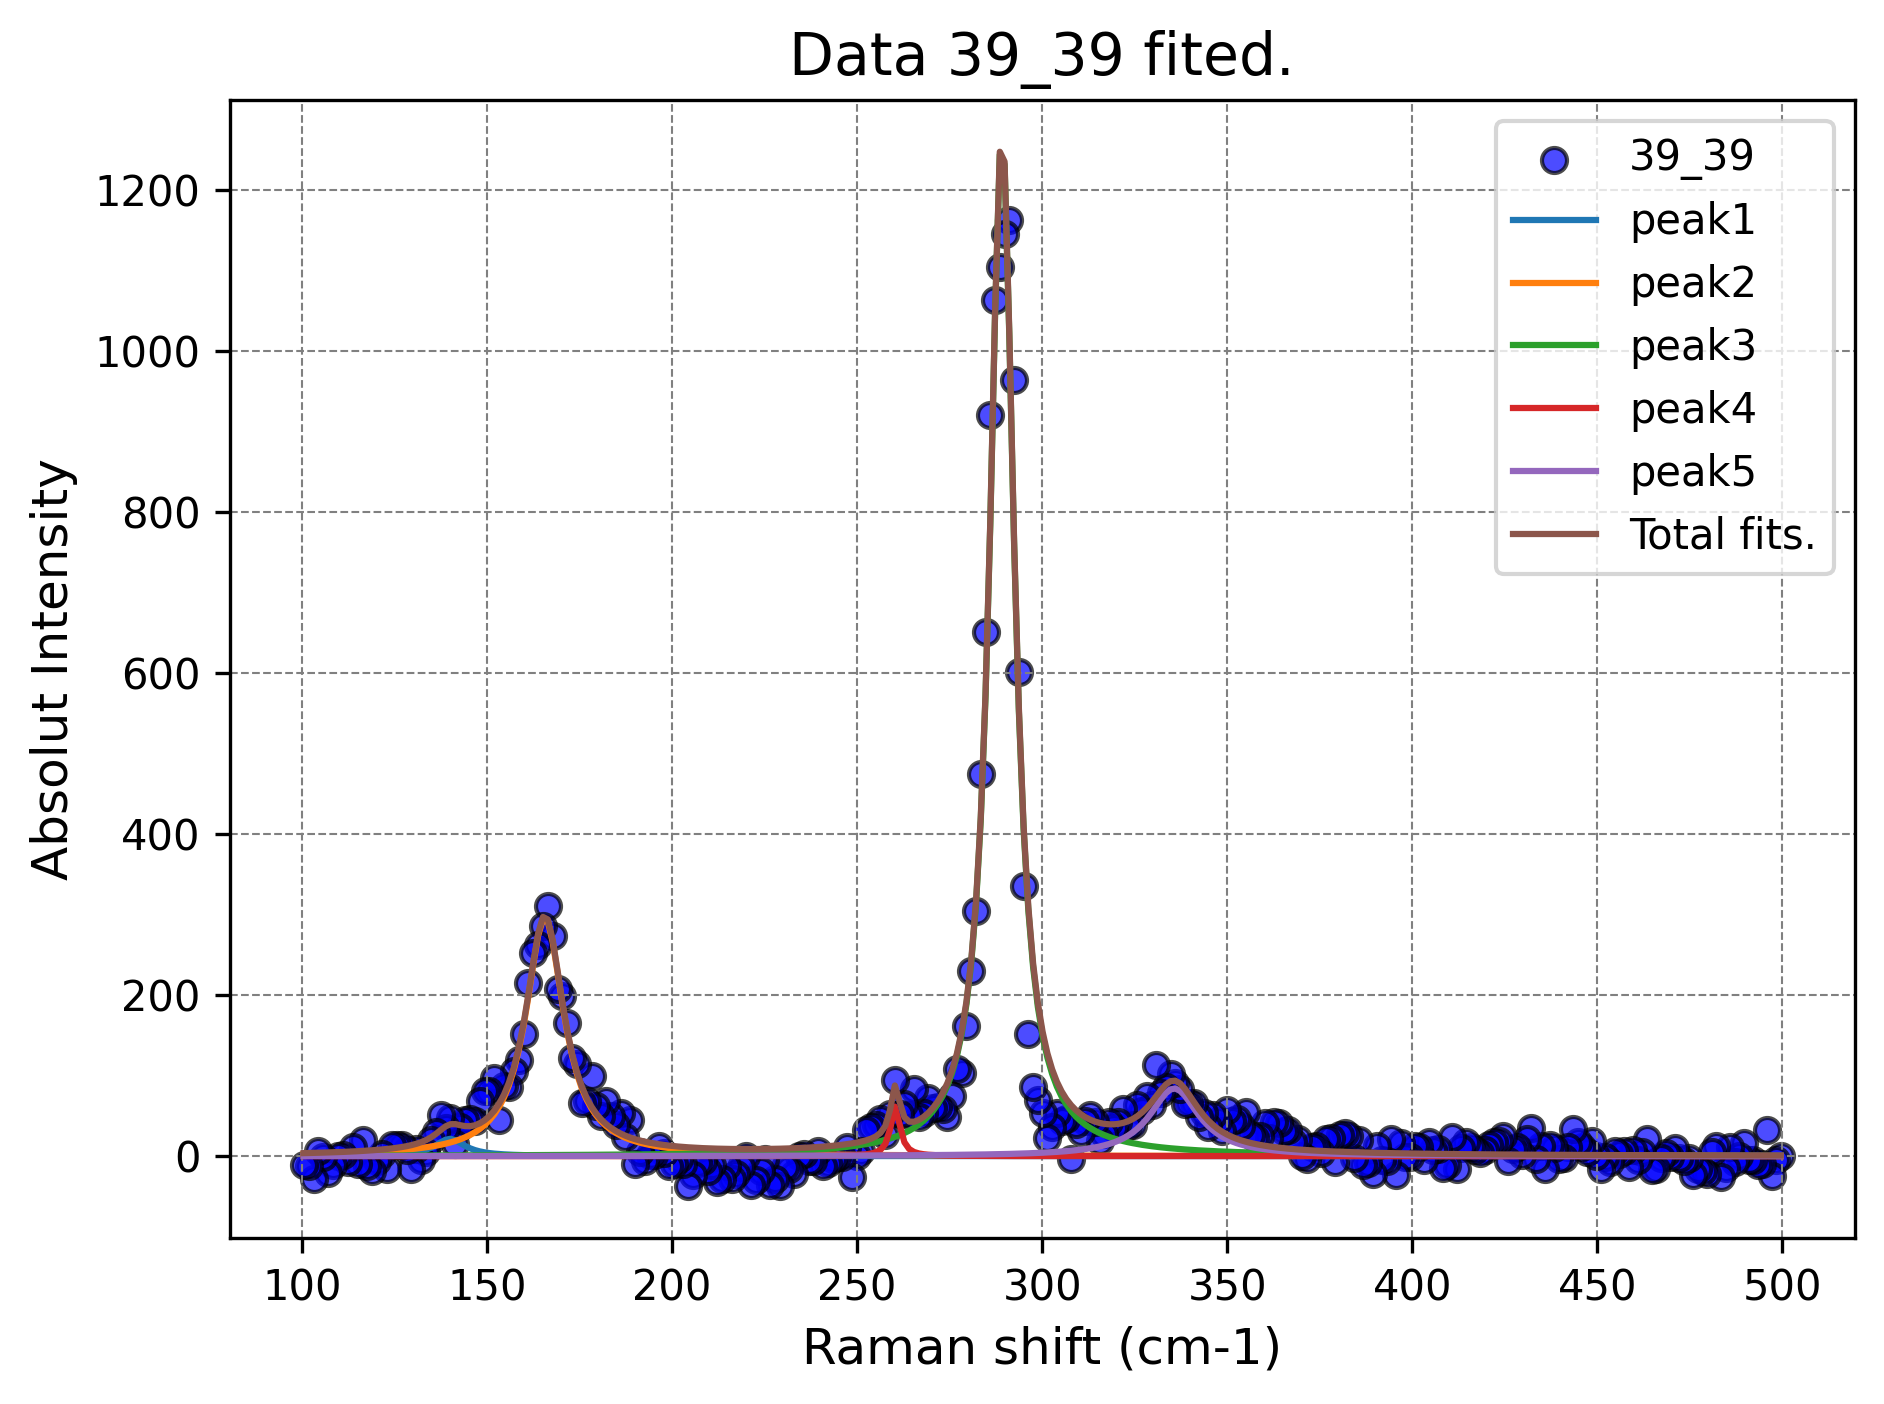 Data 39_39 fited.
39_39
peak1
peak2
peak3
peak4
peak5
Total fits.
Absolut Intensity
1200
1000
800
600
400
200
0
100 150 200 250 300 350 400 450 500
Raman shift (cm-1)